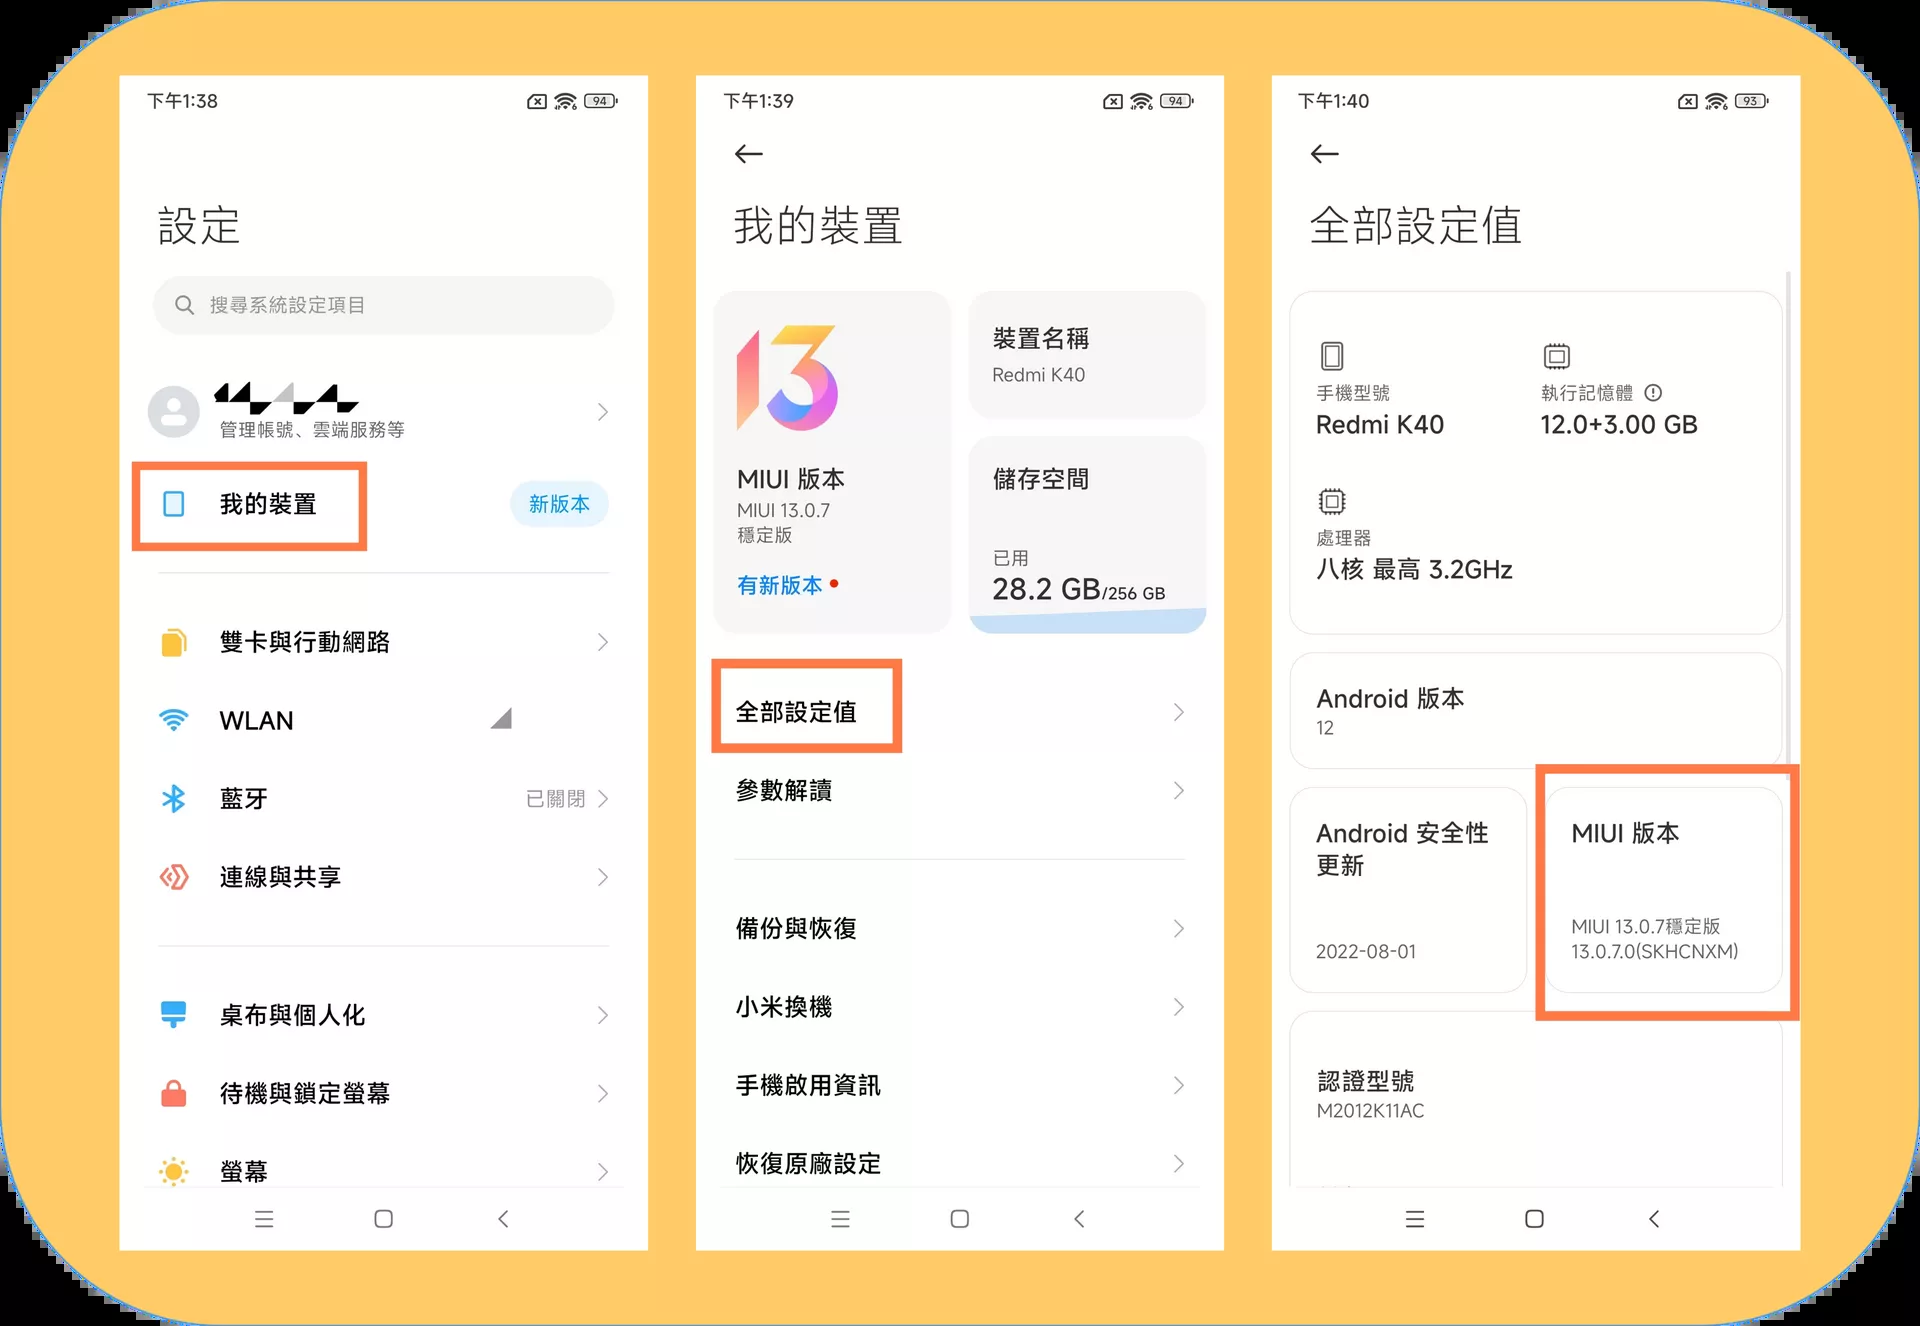 下午1:38
94
設定
搜尋系統設定項目
管理帳號、雲端服務等
我的裝置
新版本
雙卡與行動網路
WLAN
藍牙
已關閉
連線與共享
桌布與個人化
待機與鎖定螢幕
螢幕
下午1:39
94
我的裝置
13
MIUI 版本
MIUI 13.0.7
穩定版
有新版本
裝置名稱
Redmi K40
儲存空間
已用
28.2 GB/256 GB
全部設定值
參數解讀
備份與恢復
小米換機
手機啟用資訊
恢復原廠設定
下午1:40
93
全部設定值
手機型號
Redmi K40
執行記憶體
12.0+3.00 GB
處理器
八核 最高 3.2GHz
Android 版本
12
Android 安全性
更新
2022-08-01
MIUI 版本
MIUI 13.0.7穩定版
13.0.7.0(SKHCNXM)
認證型號
M2012K11AC